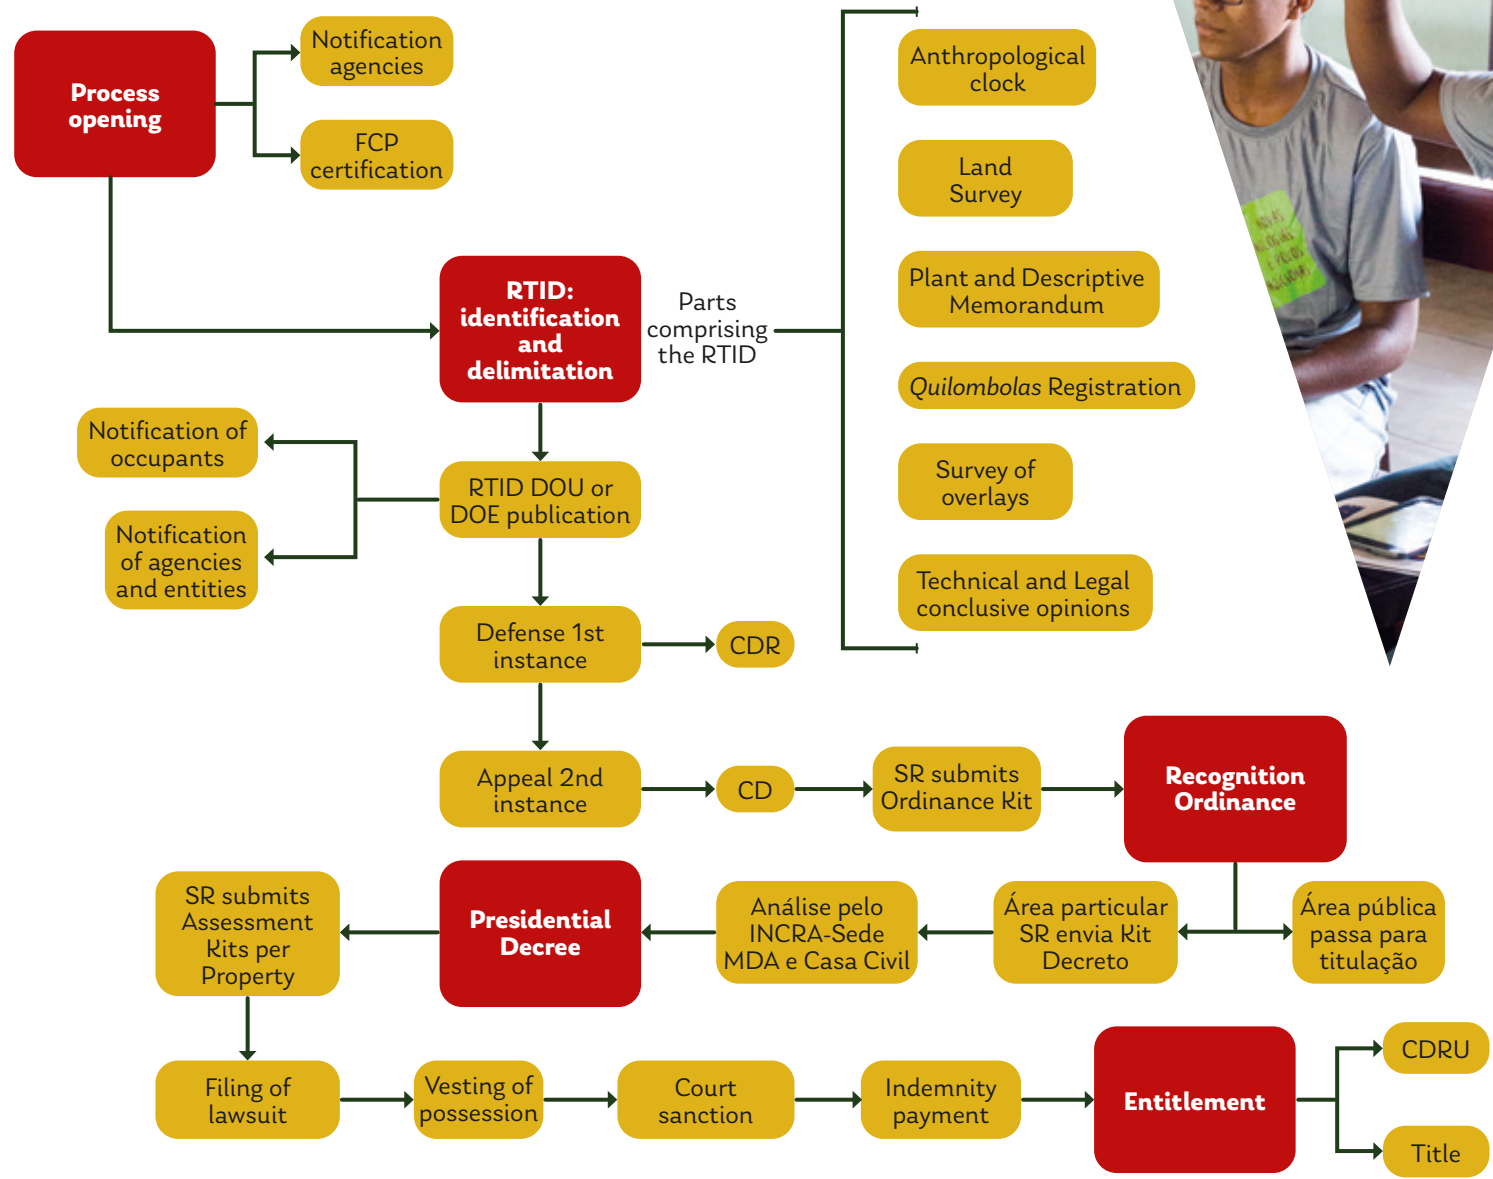 Process
opening
Notification
agencies
FCP
certification
RTID:
identification
and
delimitation
Parts
comprising
the RTID
Anthropological
clock
Land
Survey
Plant and Descriptive
Memorandum
Quilombolas Registration
Survey of
overlays
Technical and Legal
conclusive opinions
Notification of
occupants
Notification
of agencies
and entities
RTID DOU or
DOE publication
Defense 1st
instance
CDR
Appeal 2nd
instance
CD
SR submits
Ordinance Kit
Recognition
Ordinance
Área pública
passa para
titulação
Área particular
SR envia Kit
Decreto
Análise pelo
INCRA-Sede
MDA e Casa Civil
Presidential
Decree
SR submits
Assessment
Kits per
Property
Filing of
lawsuit
Vesting of
possession
Court
sanction
Indemnity
payment
Entitlement
CDRU
Title